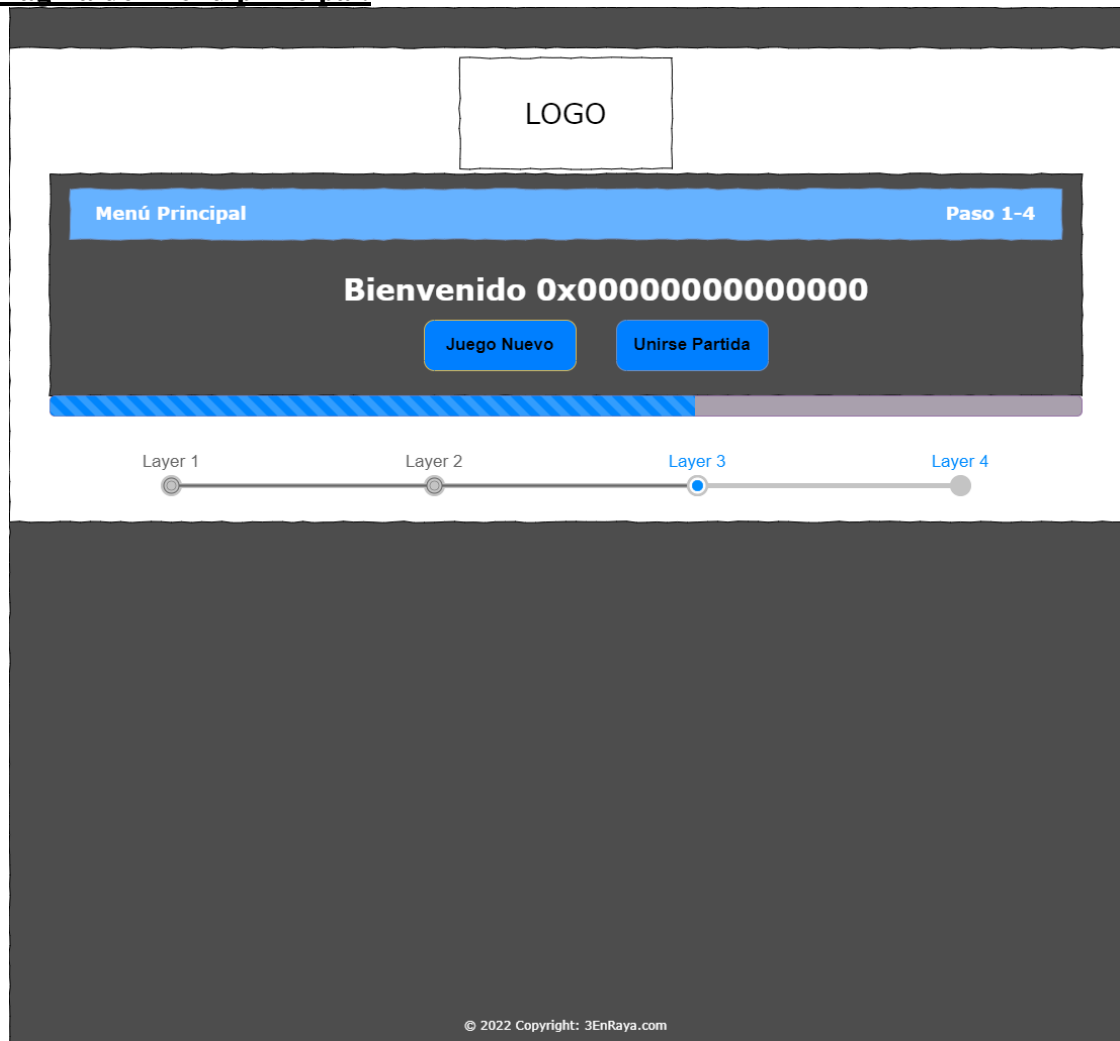 LOGO
Menú Principal Paso 1-4
Bienvenido 0x00000000000000
Juego Nuevo Unirse Partida
Layer 1 Layer 2 Layer 3 Layer 4
© 2022 Copyright: 3EnRaya.com